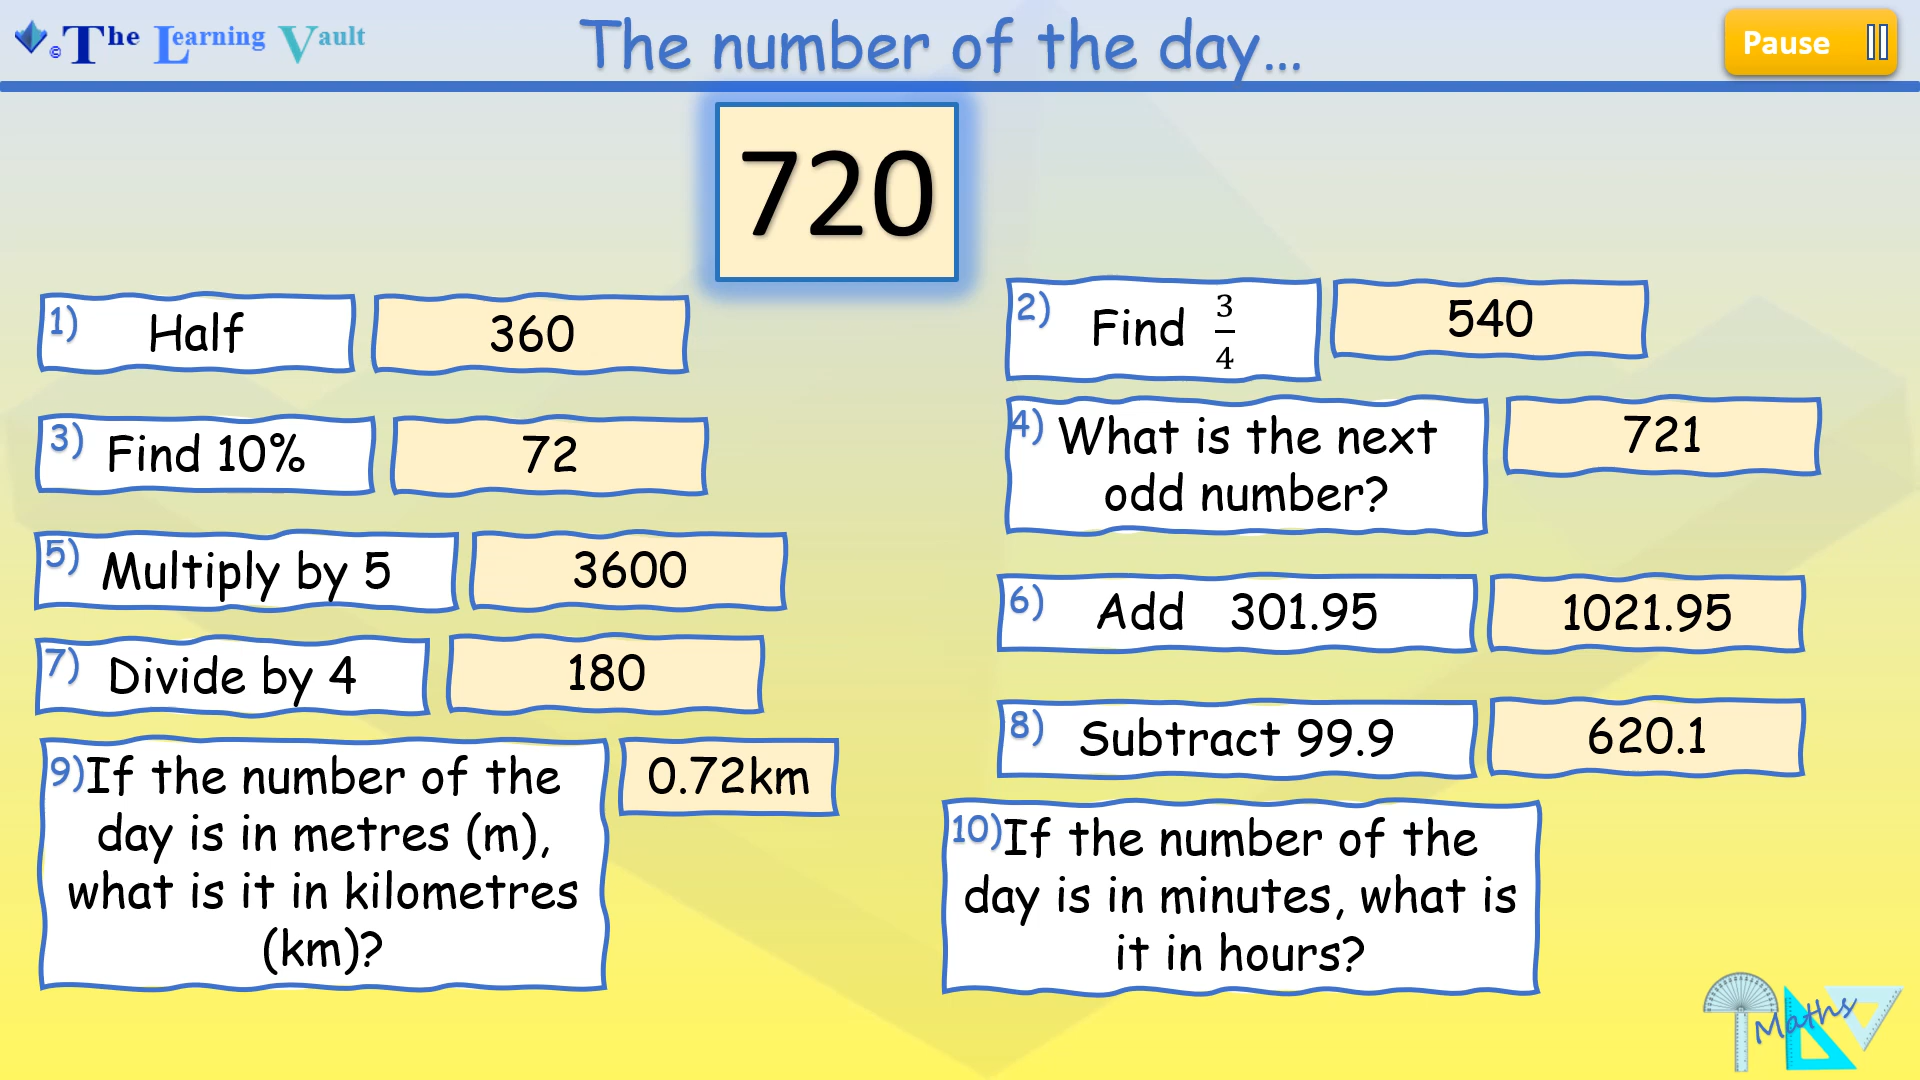 © The Learning Vault
The number of the day...
Pause
720
1) Half
360
2) Find 3/4
540
3) Find 10%
72
4) What is the next
odd number?
721
5) Multiply by 5
3600
6) Add 301.95
1021.95
7) Divide by 4
180
8) Subtract 99.9
620.1
9) If the number of the
day is in metres (m),
what is it in kilometres
(km)?
0.72km
10) If the number of the
day is in minutes, what is
it in hours?
Maths